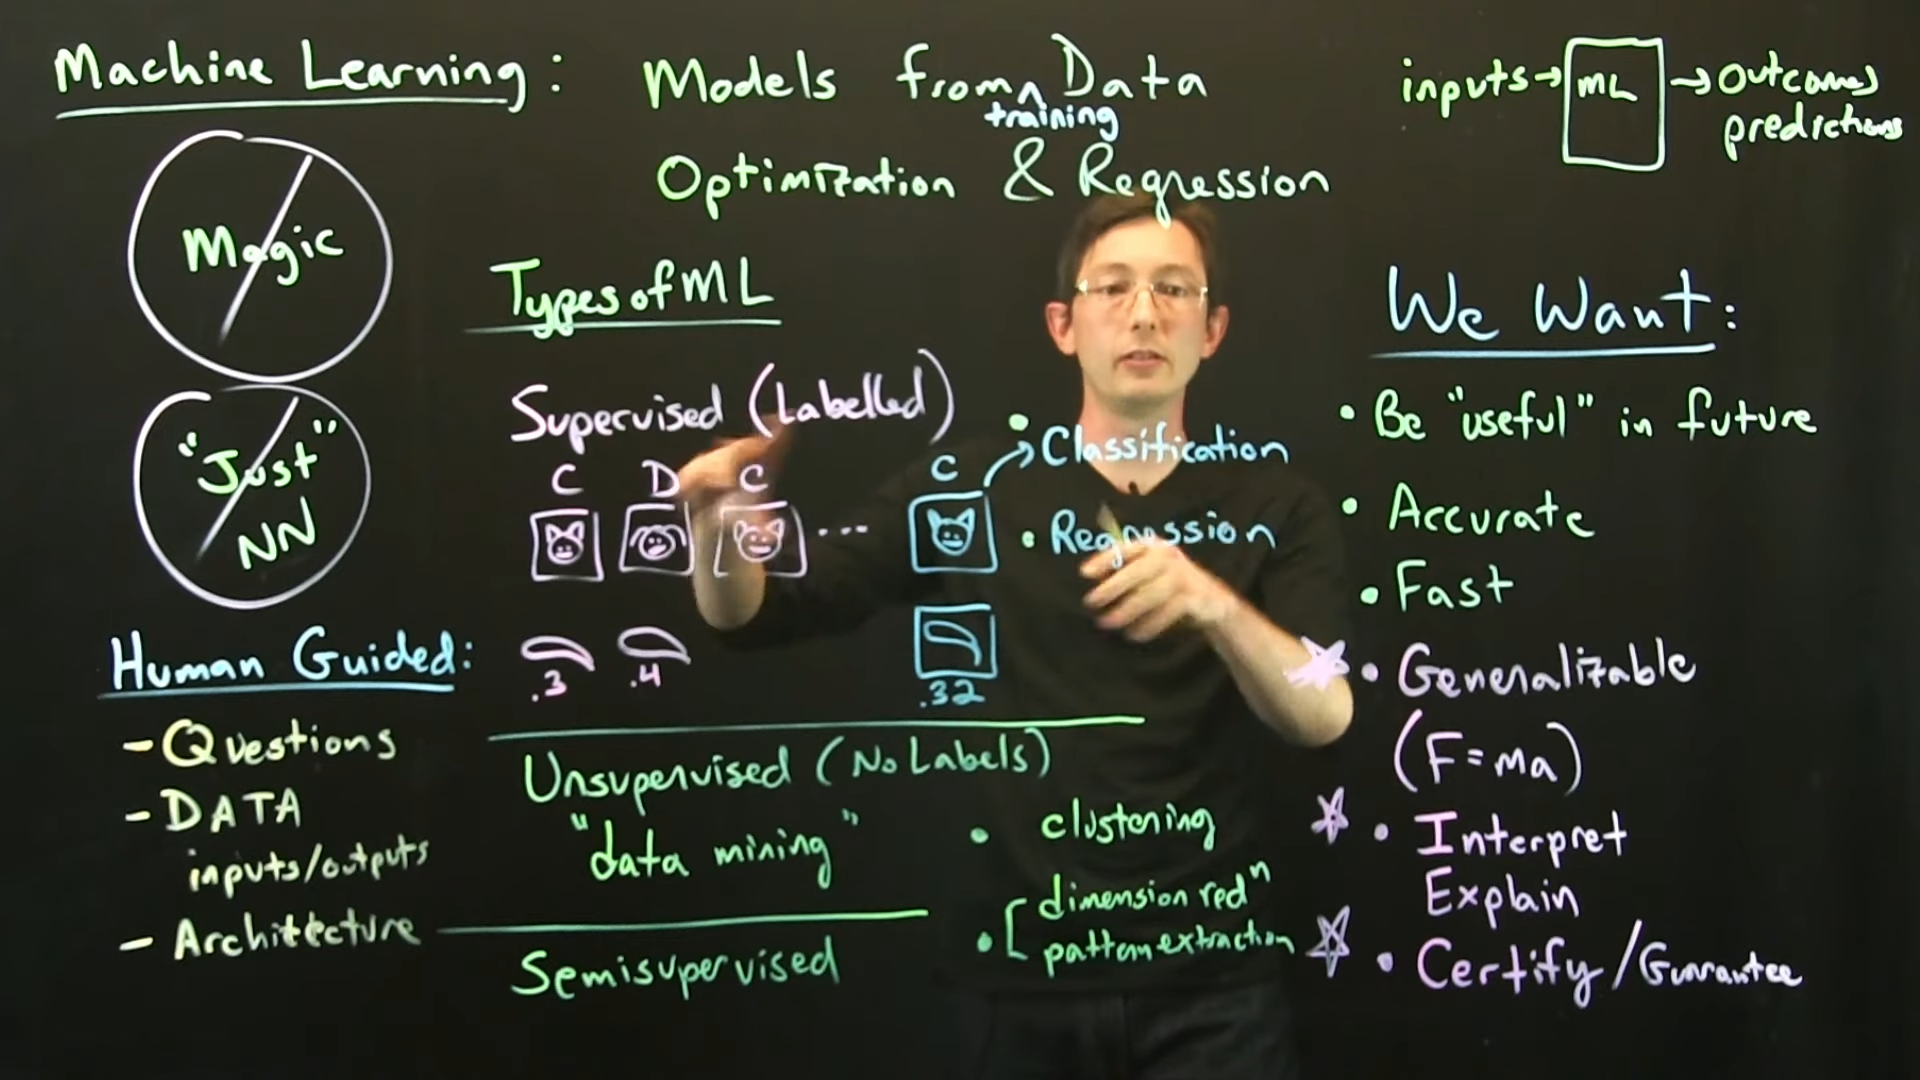 Machine Learning: Models from Data
training
Optimization & Regression
inputs → ML → Outcomes
predictions
Magic
"Just"
NN
Human Guided:
- Questions
- DATA
inputs/outputs
- Architecture
Types of ML
Supervised (Labelled)
C D C ... C
.3 .4 .32
• Classification
• Regression
Unsupervised (No Labels)
"data mining"
• clustering
• [ dimension redⁿ
pattern extraction
Semisupervised
We Want:
• Be "useful" in future
• Accurate
• Fast
• Generalizable
(F=ma)
• Interpret
Explain
• Certify/Guarantee